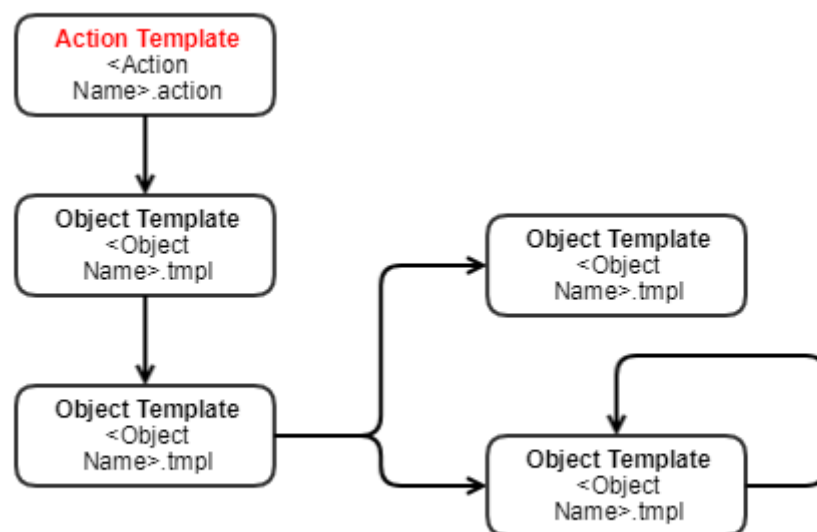 Action Template
<Action
Name>.action
Object Template
<Object
Name>.tmpl
Object Template
<Object
Name>.tmpl
Object Template
<Object
Name>.tmpl
Object Template
<Object
Name>.tmpl